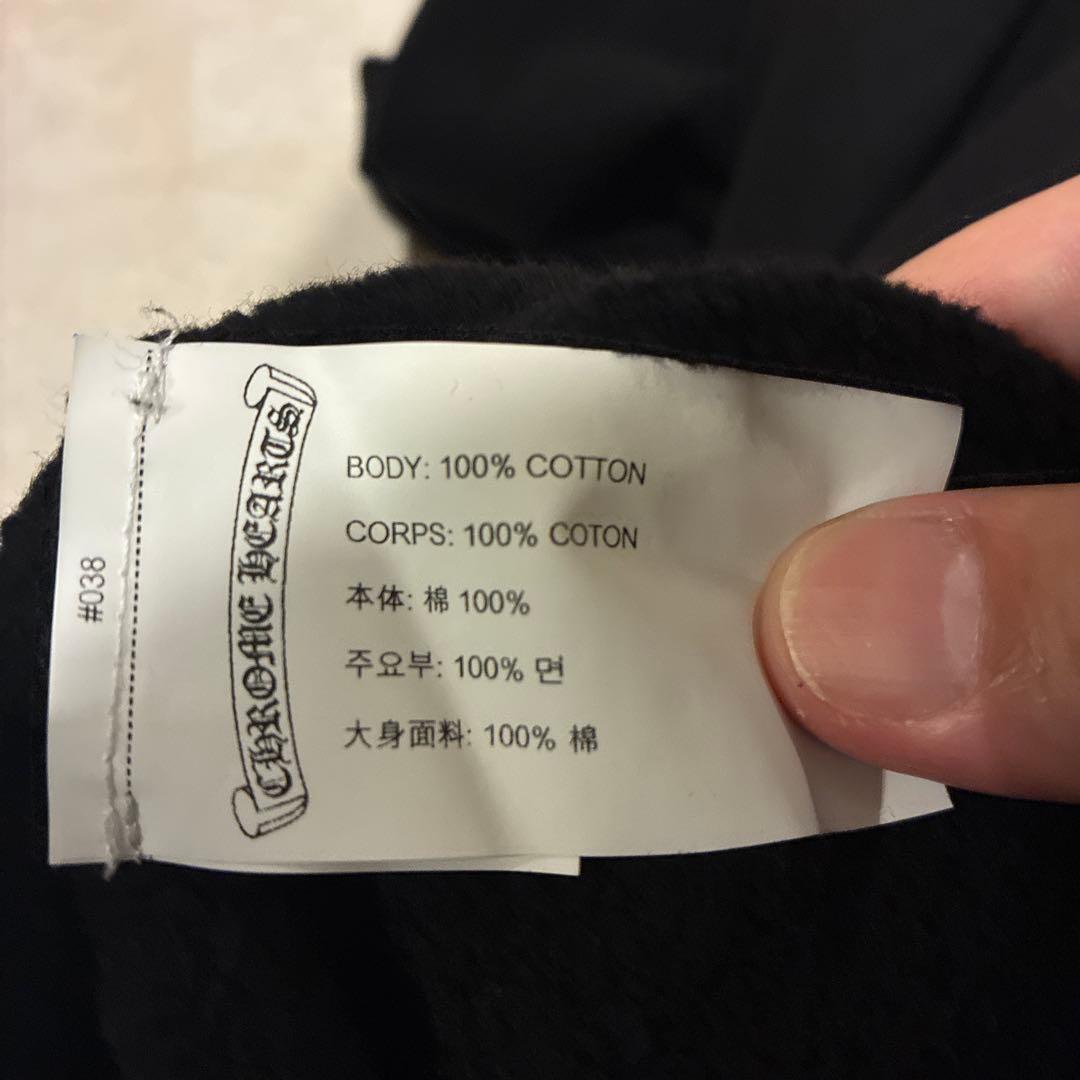 #038
CHROME HEARTS
BODY: 100% COTTON
CORPS: 100% COTON
本体: 棉 100%
주요부: 100% 면
大身面料: 100% 棉